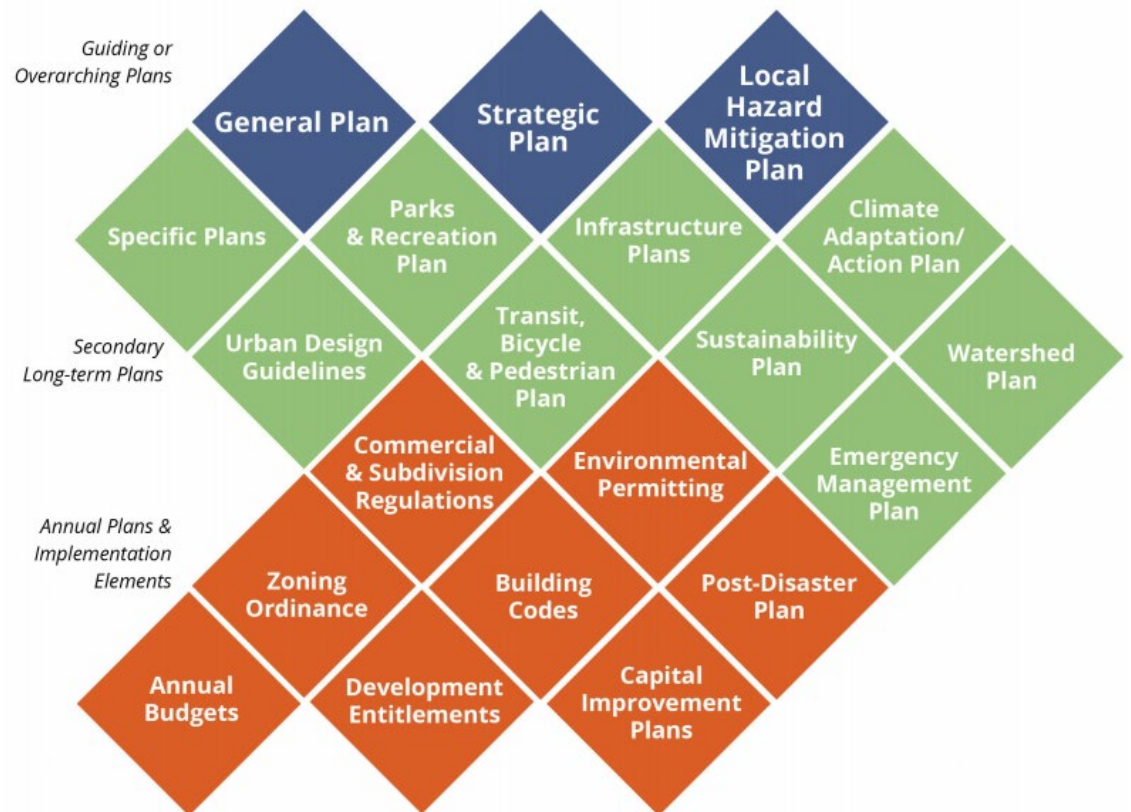 Guiding or
Overarching Plans
General Plan
Strategic
Plan
Local
Hazard
Mitigation
Plan
Specific Plans
Parks
& Recreation
Plan
Infrastructure
Plans
Climate
Adaptation/
Action Plan
Secondary
Long-term Plans
Urban Design
Guidelines
Transit,
Bicycle
& Pedestrian
Plan
Sustainability
Plan
Watershed
Plan
Commercial
& Subdivision
Regulations
Environmental
Permitting
Emergency
Management
Plan
Annual Plans &
Implementation
Elements
Zoning
Ordinance
Building
Codes
Post-Disaster
Plan
Annual
Budgets
Development
Entitlements
Capital
Improvement
Plans